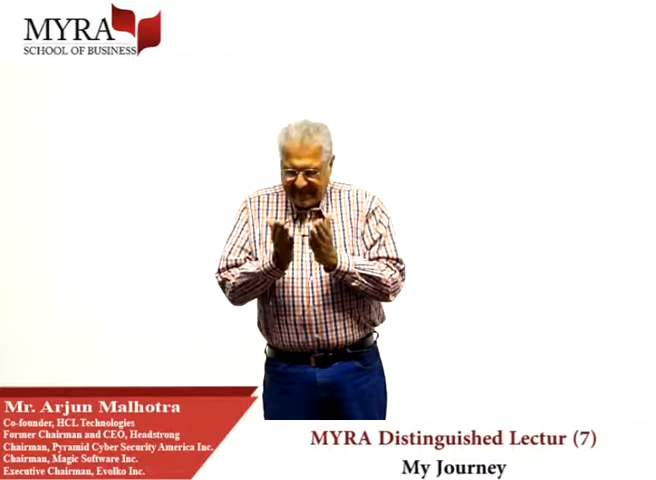 MYRA
SCHOOL OF BUSINESS
Mr. Arjun Malhotra
Co-founder, HCL Technologies
Former Chairman and CEO, Headstrong
Chairman, Pyramid Cyber Security America Inc.
Chairman, Magic Software Inc.
Executive Chairman, Evolko Inc.
MYRA Distinguished Lectur (7)
My Journey